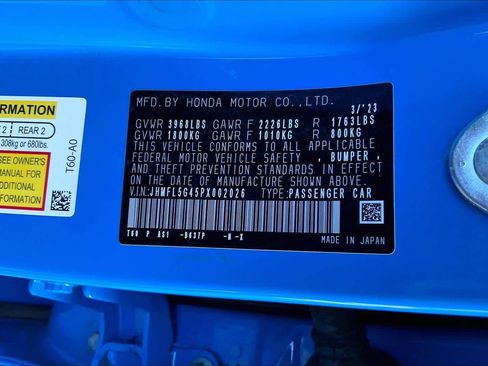 FORMATION
2 REAR 2
308kg or 680lbs.
SEE OWNER'S
MANUAL FOR
ADDITIONAL
FORMATION
T60-A0
MFD.BY HONDA MOTOR CO.,LTD. 3/'23
GVWR 3968LBS GAWR F 2226LBS R 1763LBS
GVWR 1800KG GAWR F 1010KG R 800KG
THIS VEHICLE CONFORMS TO ALL APPLICABLE
FEDERAL MOTOR VEHICLE SAFETY , BUMPER ,
AND THEFT PREVENTION STANDARDS IN EFFECT
ON THE DATE OF MANUFACTURE SHOWN ABOVE.
V.I.N:JHMFL5G45PX002026 TYPE:PASSENGER CAR
T60 P AS1 -BG37P -N -X
MADE IN JAPAN